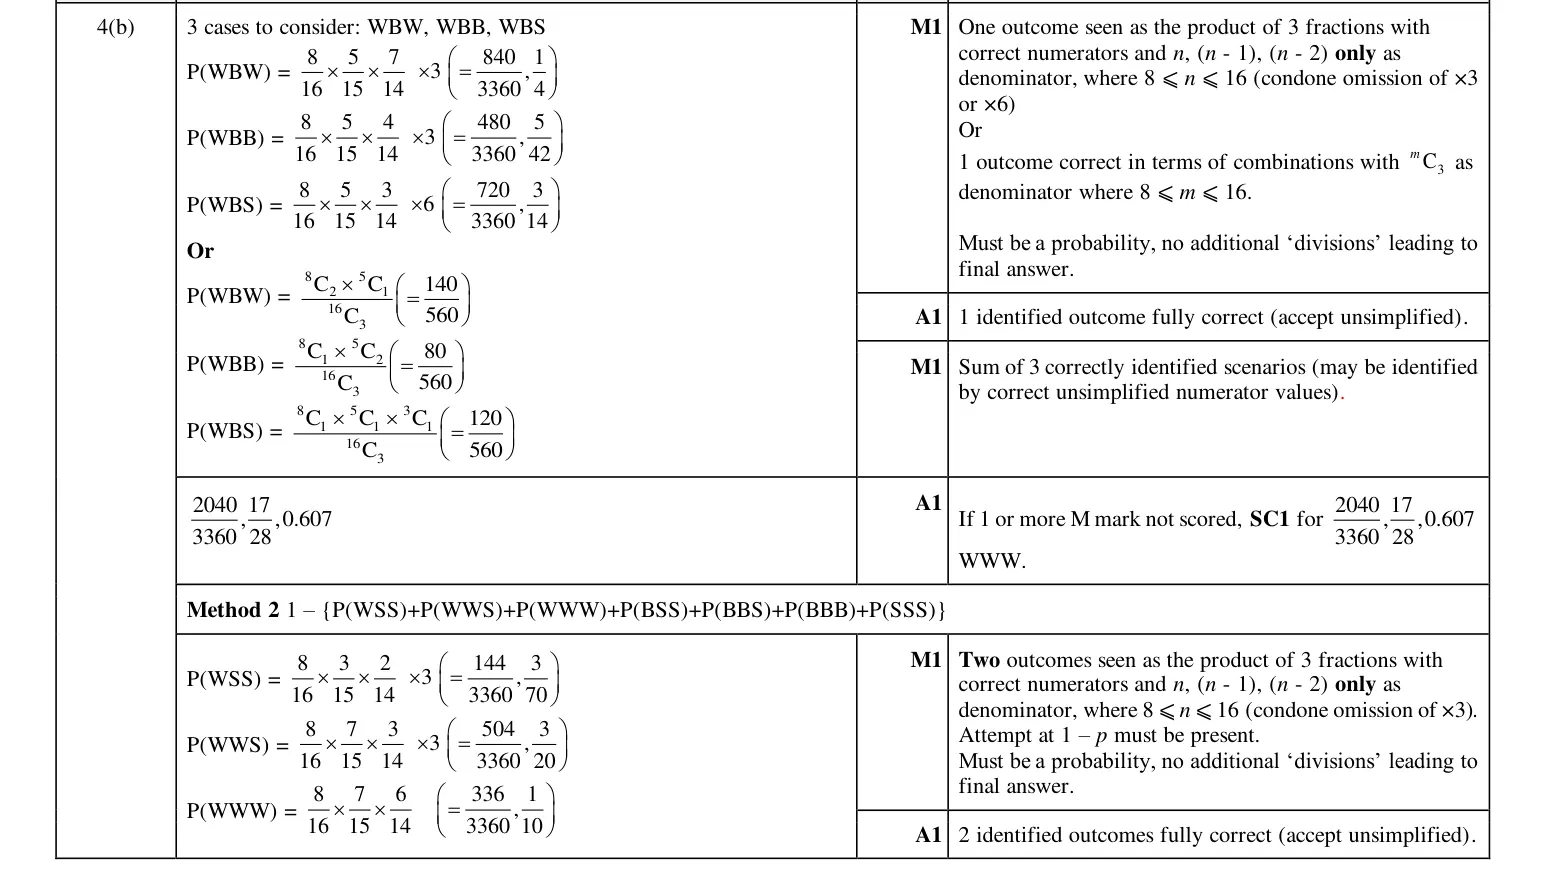 4(b)
3 cases to consider: WBW, WBB, WBS
P(WBW) = 8/16 × 5/15 × 7/14 ×3 (= 840/3360, 1/4)
P(WBB) = 8/16 × 5/15 × 4/14 ×3 (= 480/3360, 5/42)
P(WBS) = 8/16 × 5/15 × 3/14 ×6 (= 720/3360, 3/14)
Or
P(WBW) = (⁸C₂ × ⁵C₁)/¹⁶C₃ (= 140/560)
P(WBB) = (⁸C₁ × ⁵C₂)/¹⁶C₃ (= 80/560)
P(WBS) = (⁸C₁ × ⁵C₁ × ³C₁)/¹⁶C₃ (= 120/560)
M1
One outcome seen as the product of 3 fractions with
correct numerators and n, (n - 1), (n - 2) only as
denominator, where 8 ⩽ n ⩽ 16 (condone omission of ×3
or ×6)
Or
1 outcome correct in terms of combinations with ᵐC₃ as
denominator where 8 ⩽ m ⩽ 16.
Must be a probability, no additional ‘divisions’ leading to
final answer.
A1
1 identified outcome fully correct (accept unsimplified).
M1
Sum of 3 correctly identified scenarios (may be identified
by correct unsimplified numerator values).
2040/3360, 17/28, 0.607
A1
If 1 or more M mark not scored, SC1 for 2040/3360, 17/28, 0.607
WWW.
Method 2 1 – {P(WSS)+P(WWS)+P(WWW)+P(BSS)+P(BBS)+P(BBB)+P(SSS)}
P(WSS) = 8/16 × 3/15 × 2/14 ×3 (= 144/3360, 3/70)
P(WWS) = 8/16 × 7/15 × 3/14 ×3 (= 504/3360, 3/20)
P(WWW) = 8/16 × 7/15 × 6/14 (= 336/3360, 1/10)
M1
Two outcomes seen as the product of 3 fractions with
correct numerators and n, (n - 1), (n - 2) only as
denominator, where 8 ⩽ n ⩽ 16 (condone omission of ×3).
Attempt at 1 – p must be present.
Must be a probability, no additional ‘divisions’ leading to
final answer.
A1
2 identified outcomes fully correct (accept unsimplified).